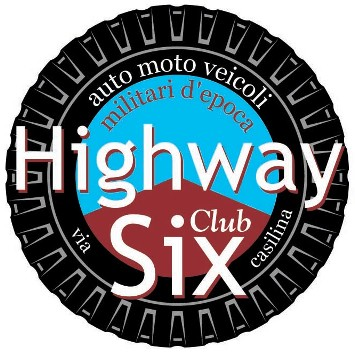 auto moto veicoli
militari d'epoca
Highway
Six Club
via casilina